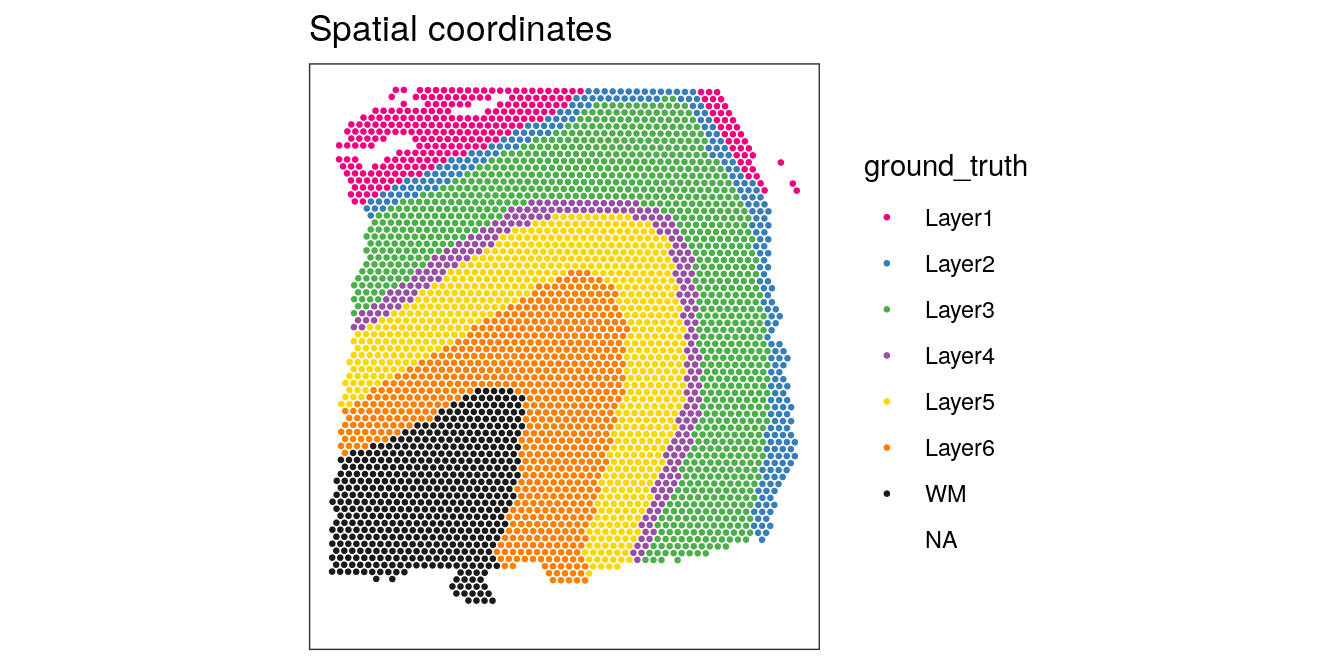 Spatial coordinates
ground_truth
Layer1
Layer2
Layer3
Layer4
Layer5
Layer6
WM
NA